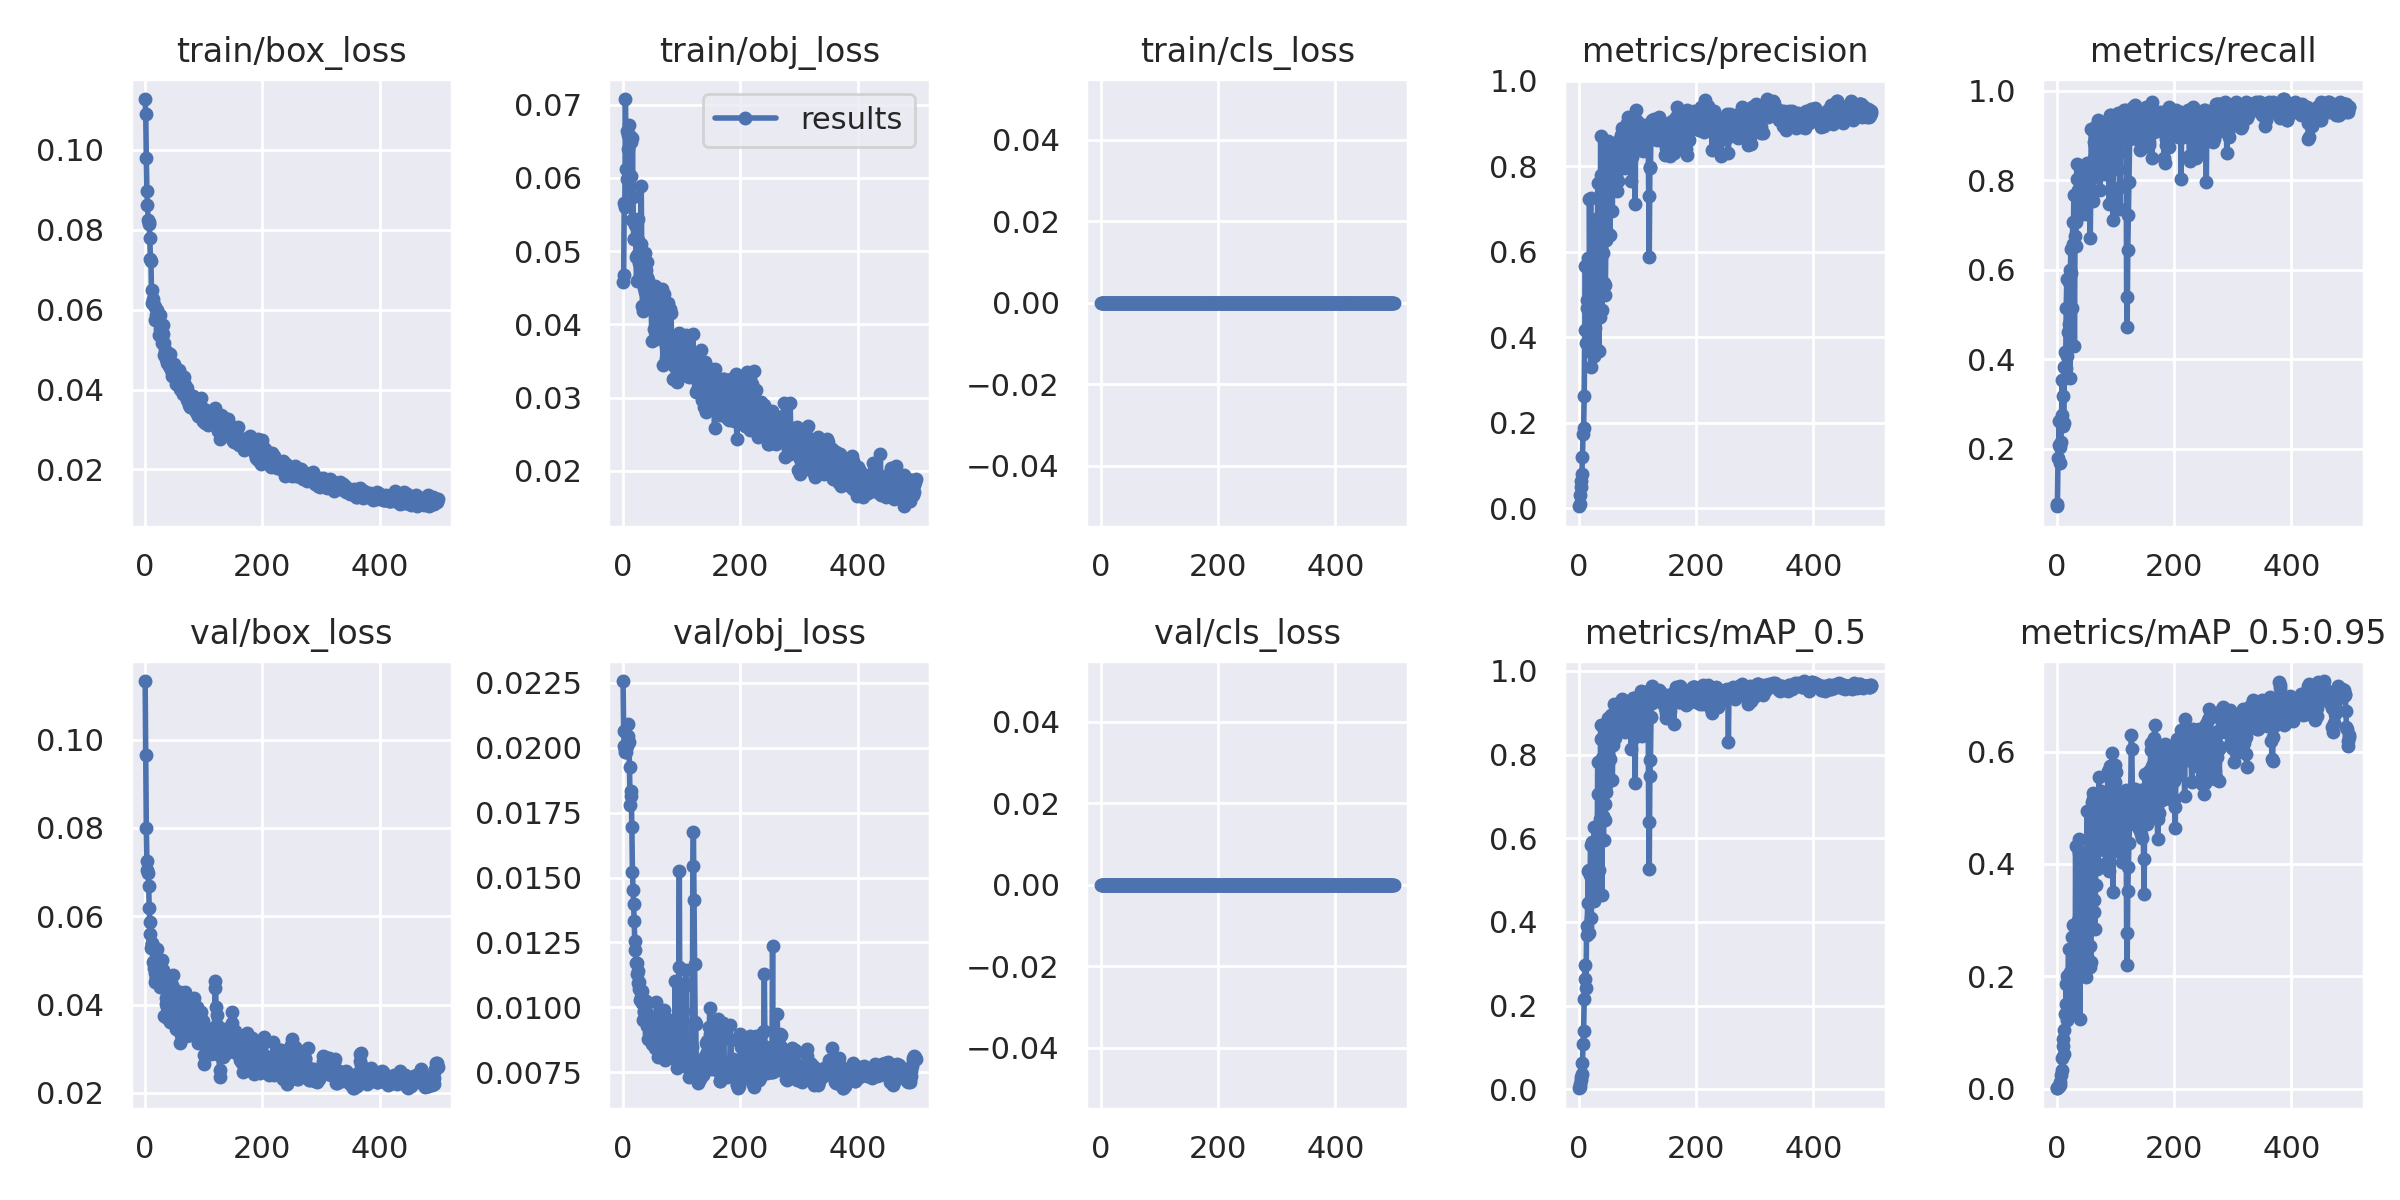 train/box_loss
0.10
0.08
0.06
0.04
0.02
0 200 400
train/obj_loss
results
0.07
0.06
0.05
0.04
0.03
0.02
0 200 400
train/cls_loss
0.04
0.02
0.00
−0.02
−0.04
0 200 400
metrics/precision
1.0
0.8
0.6
0.4
0.2
0.0
0 200 400
metrics/recall
1.0
0.8
0.6
0.4
0.2
0 200 400
val/box_loss
0.10
0.08
0.06
0.04
0.02
0 200 400
val/obj_loss
0.0225
0.0200
0.0175
0.0150
0.0125
0.0100
0.0075
0 200 400
val/cls_loss
0.04
0.02
0.00
−0.02
−0.04
0 200 400
metrics/mAP_0.5
1.0
0.8
0.6
0.4
0.2
0.0
0 200 400
metrics/mAP_0.5:0.95
0.6
0.4
0.2
0.0
0 200 400